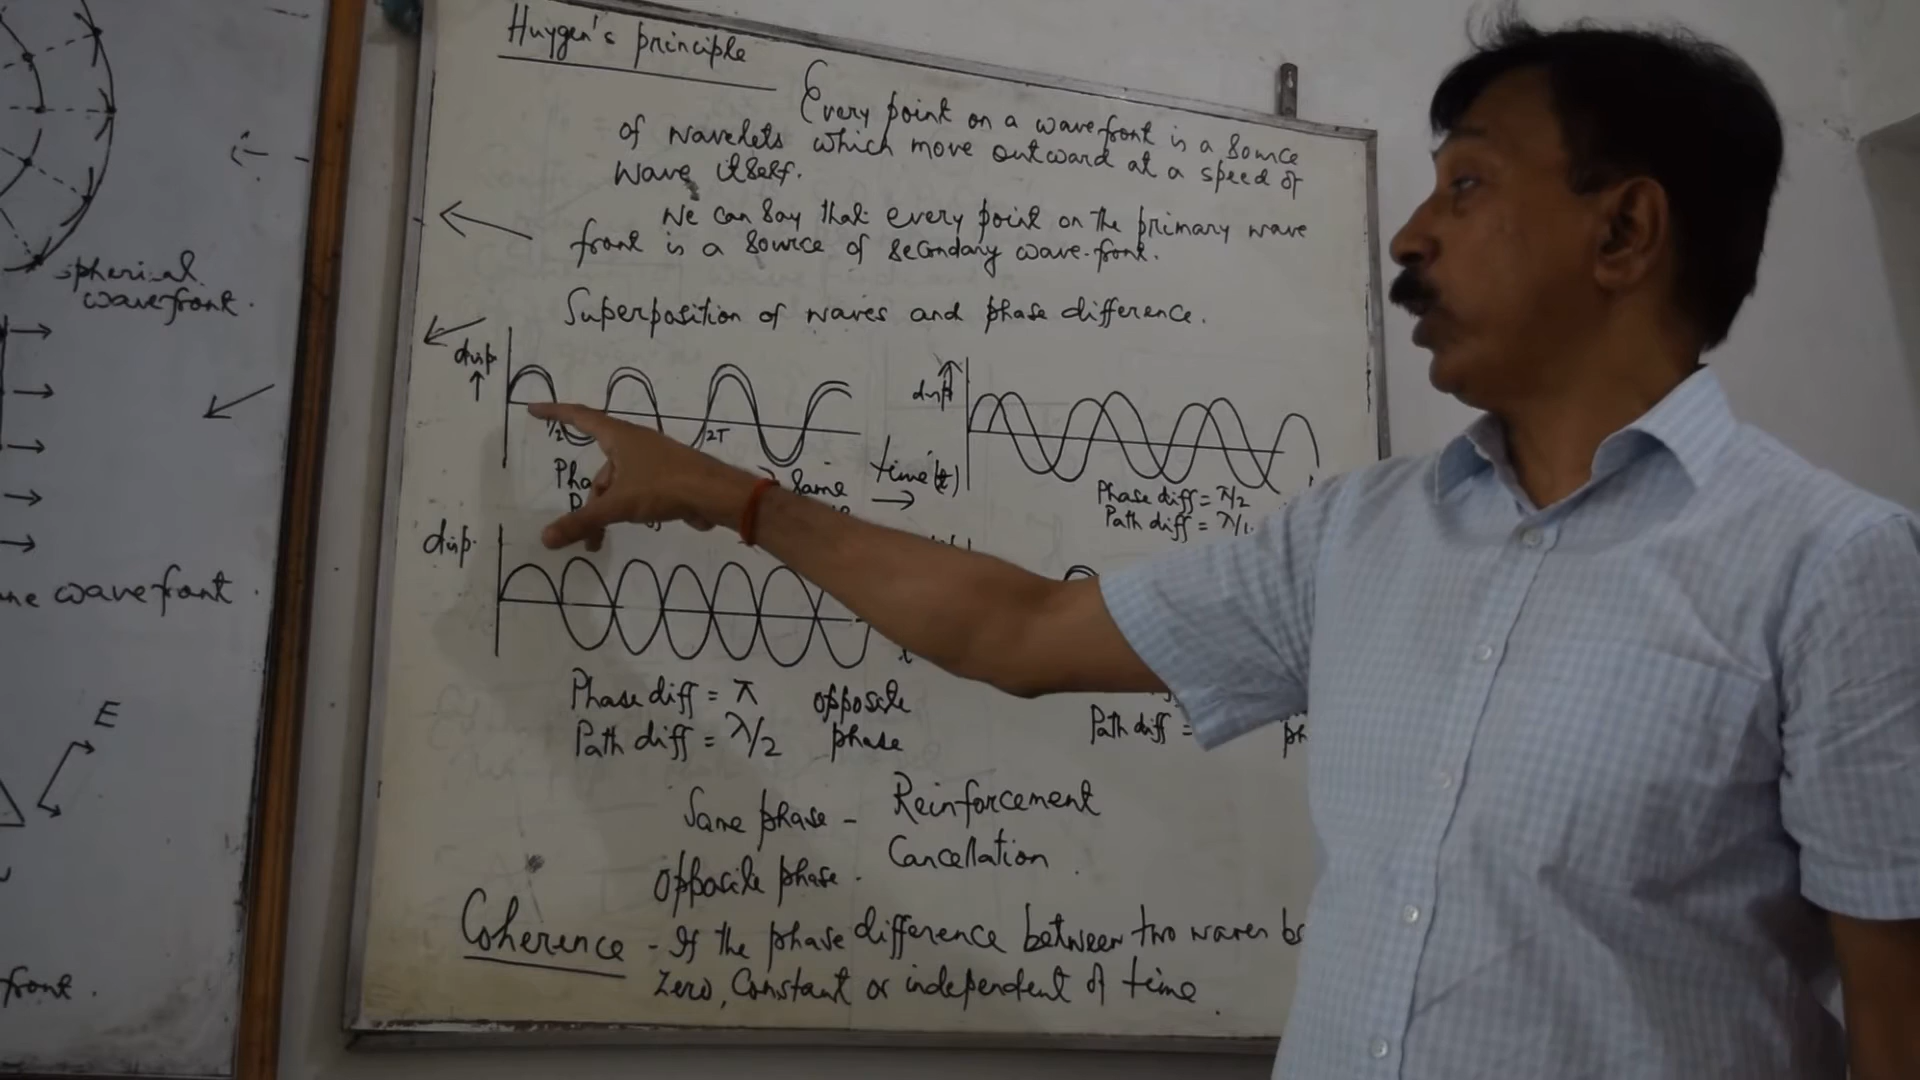 Huygen's principle
Every point on a wavefront is a source
of wavelets which move outward at a speed of
wave itself.
We can say that every point on the primary wave
front is a source of secondary wave-front.
Superposition of waves and phase difference.
spherical
wavefront.
disp
2T
same
time (t)
disp
Phase diff = π/2
Path diff =
disp.
t
Phase diff = π opposite
Path diff = λ/2 phase
Path diff =
Same phase - Reinforcement
Opposite phase - Cancellation
Coherence - If the phase difference between two waves
zero, Constant or independent of time
wavefront.
E
front.